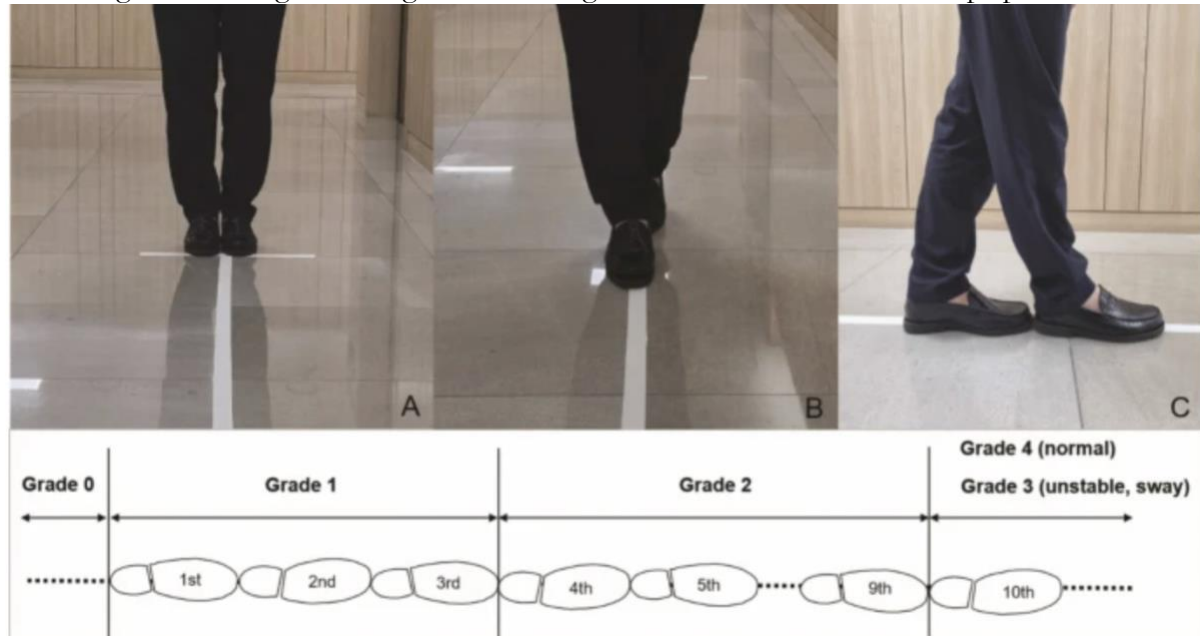 A B C
Grade 4 (normal)
Grade 0 Grade 1 Grade 2 Grade 3 (unstable, sway)
1st 2nd 3rd 4th 5th 9th 10th